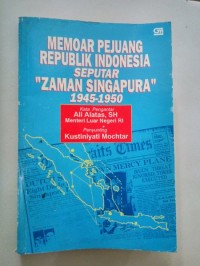 MEMOAR PEJUANG
REPUBLIK INDONESIA
SEPUTAR
"ZAMAN SINGAPURA"
1945-1950
Kata Pengantar:
Ali Alatas, SH
Menteri Luar Negeri RI
Penyunting
Kustiniyati Mochtar
Times